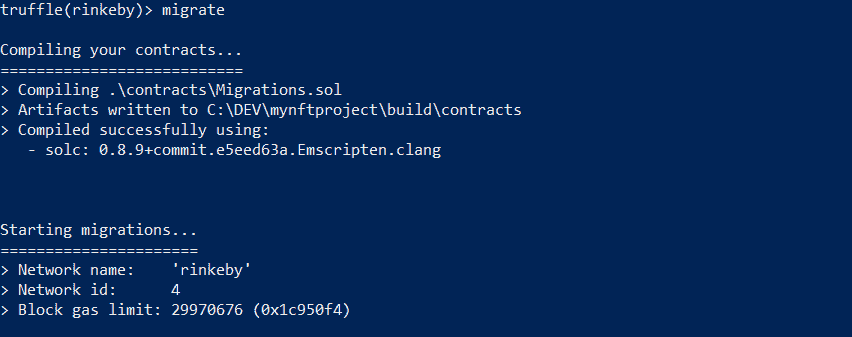 truffle(rinkeby)> migrate
Compiling your contracts...
===========================
> Compiling .\contracts\Migrations.sol
> Artifacts written to C:\DEV\mynftproject\build\contracts
> Compiled successfully using:
   - solc: 0.8.9+commit.e5eed63a.Emscripten.clang
Starting migrations...
======================
> Network name:    'rinkeby'
> Network id:      4
> Block gas limit: 29970676 (0x1c950f4)